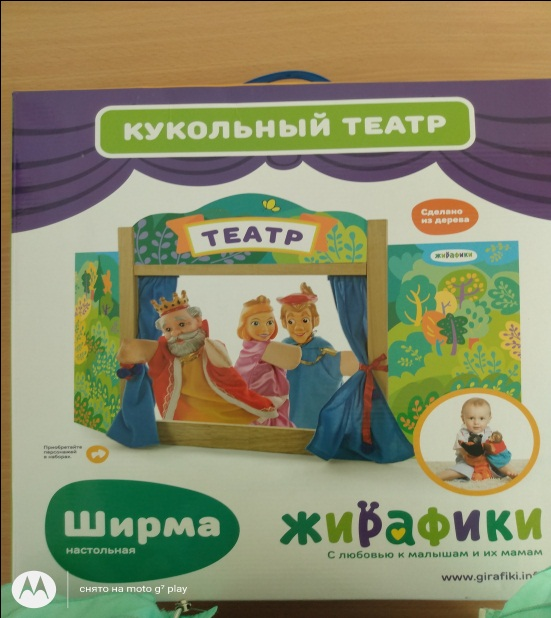 КУКОЛЬНЫЙ ТЕАТР
Сделано
из дерева
ТЕАТР
жирафики
Приобретайте
персонажей
в наборах
Ширма
настольная
жирафики
С любовью к малышам и их мамам
www.girafiki.inf
снято на moto g⁷ play